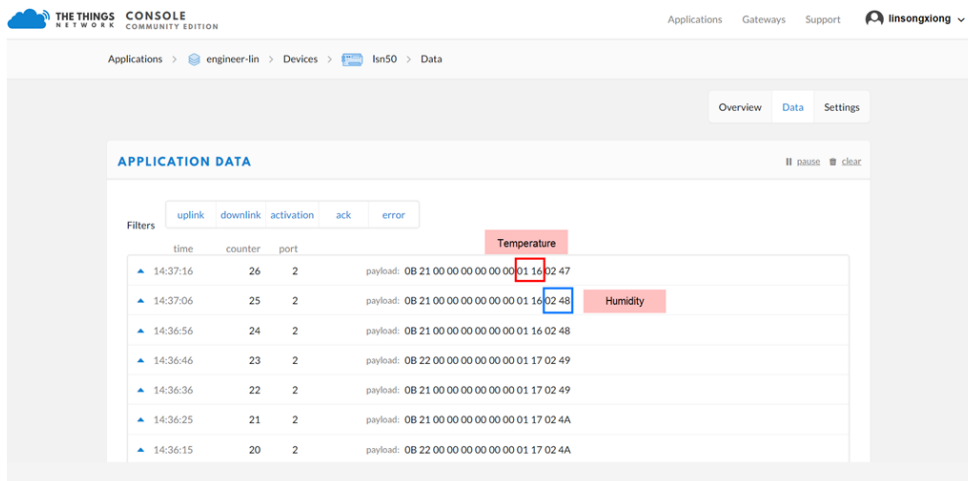 THE THINGS NETWORK CONSOLE COMMUNITY EDITION Applications Gateways Support linsongxiong
Applications > engineer-lin > Devices > lsn50 > Data
Overview Data Settings
APPLICATION DATA pause clear
Filters uplink downlink activation ack error
time counter port Temperature
14:37:16 26 2 payload: 0B 21 00 00 00 00 00 00 00 01 16 02 47
14:37:06 25 2 payload: 0B 21 00 00 00 00 00 00 00 01 16 02 48 Humidity
14:36:56 24 2 payload: 0B 21 00 00 00 00 00 00 00 01 16 02 48
14:36:46 23 2 payload: 0B 22 00 00 00 00 00 00 00 01 17 02 49
14:36:36 22 2 payload: 0B 21 00 00 00 00 00 00 00 01 17 02 49
14:36:25 21 2 payload: 0B 21 00 00 00 00 00 00 00 01 17 02 4A
14:36:15 20 2 payload: 0B 22 00 00 00 00 00 00 00 01 17 02 4A